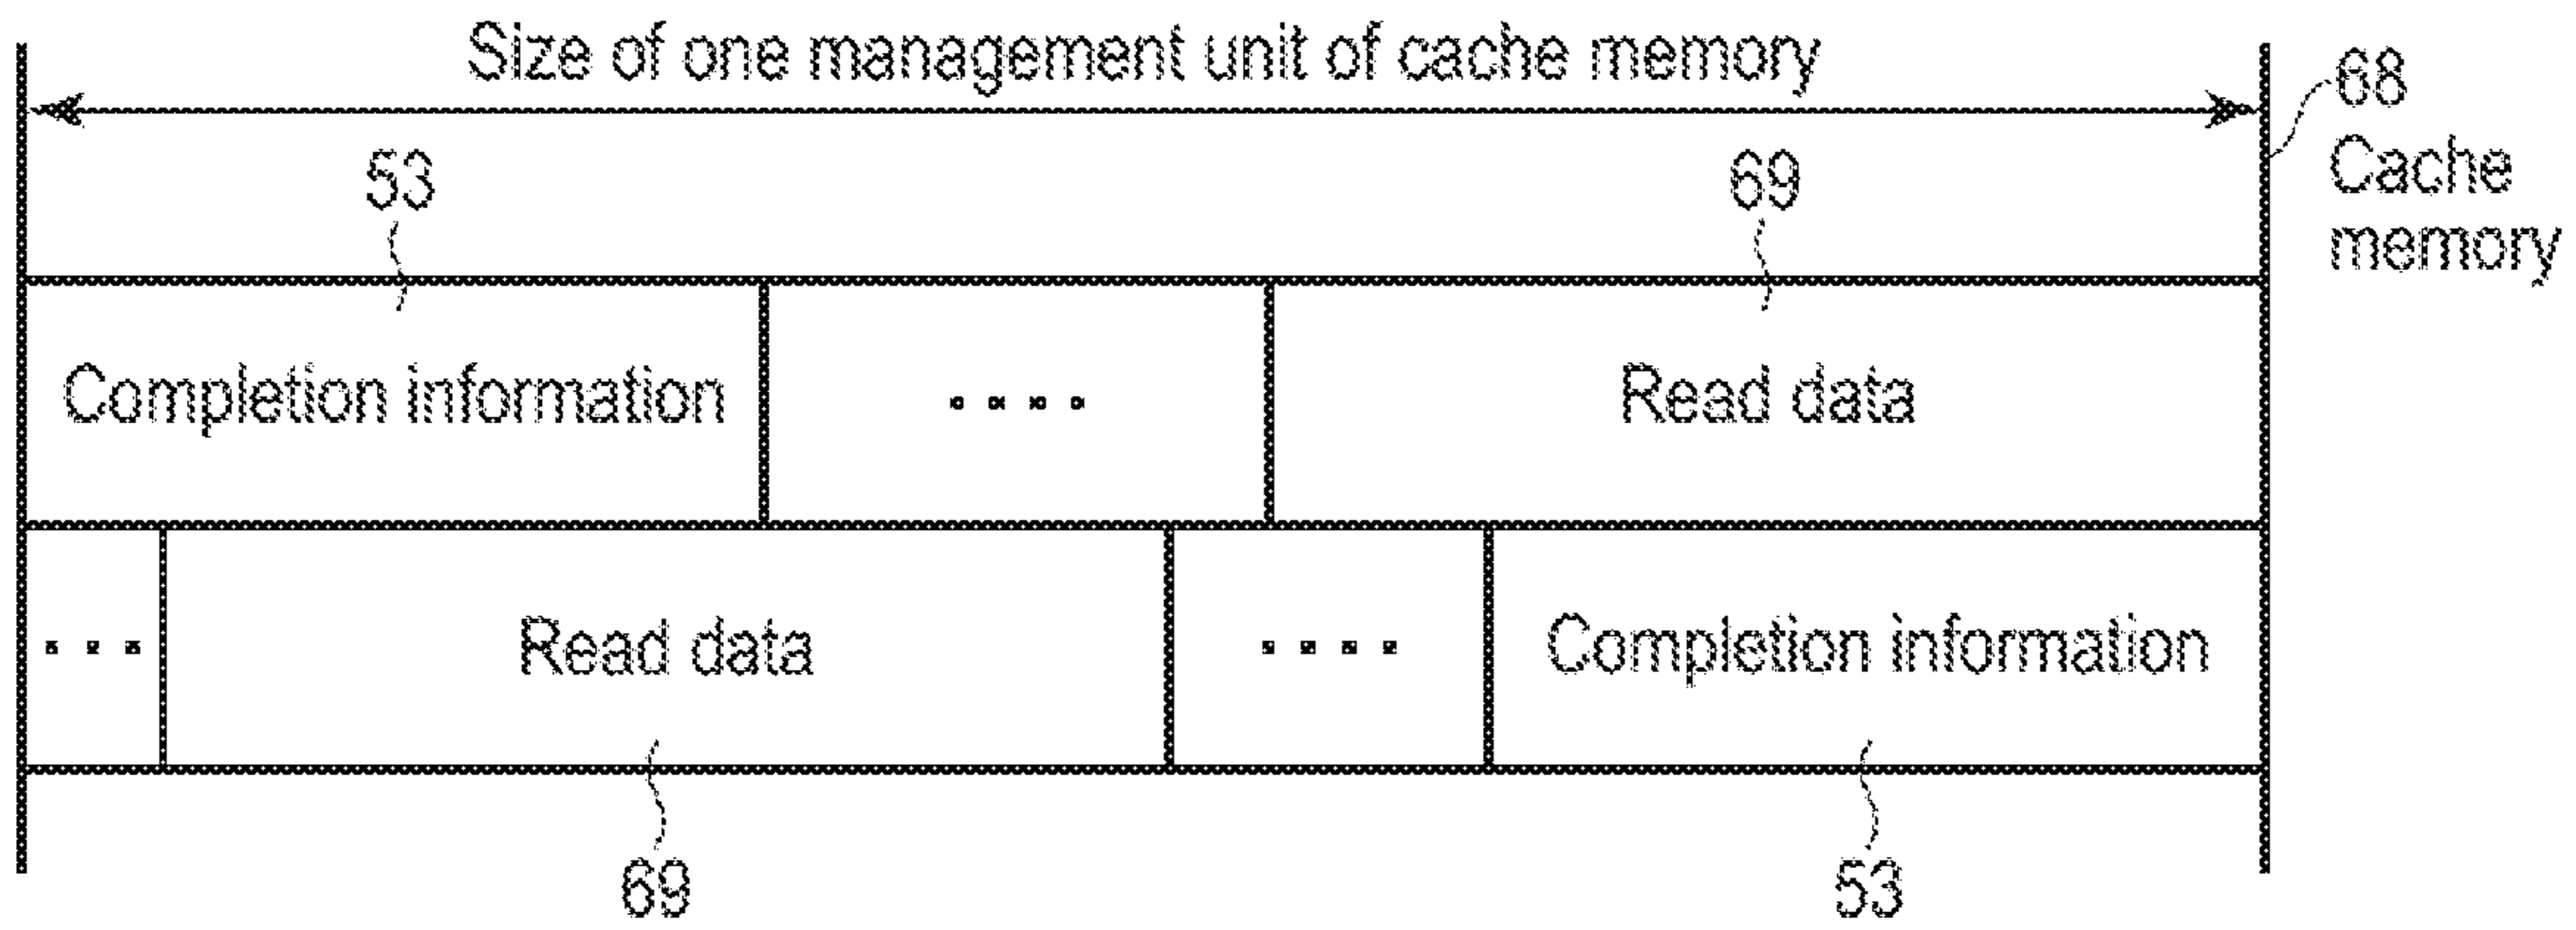 Size of one management unit of cache memory
68
Cache
memory
53
69
Completion information
....
Read data
...
Read data
....
Completion information
69
53